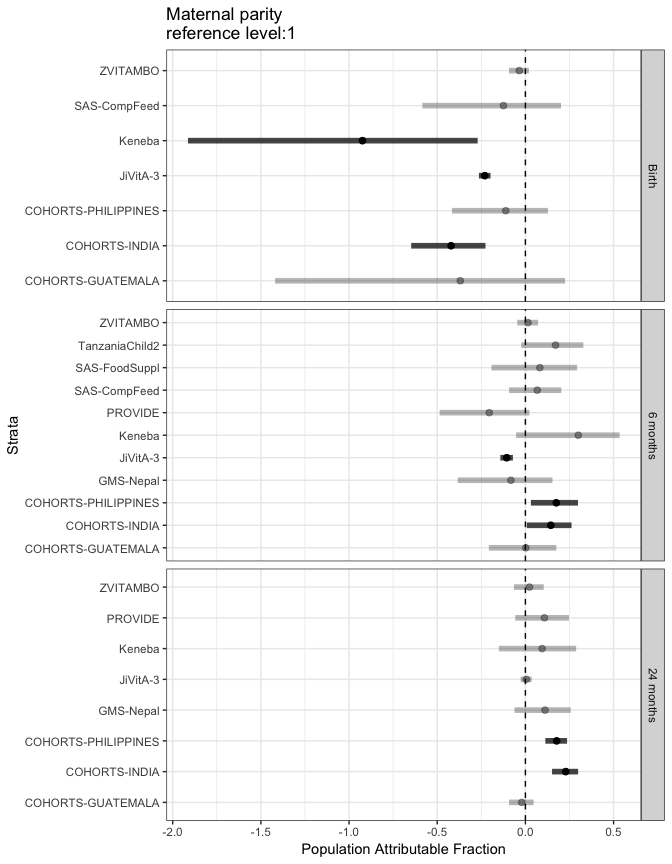 Maternal parity
reference level:1
Strata
ZVITAMBO
SAS-CompFeed
Keneba
JiVitA-3
COHORTS-PHILIPPINES
COHORTS-INDIA
COHORTS-GUATEMALA
Birth
ZVITAMBO
TanzaniaChild2
SAS-FoodSuppl
SAS-CompFeed
PROVIDE
Keneba
JiVitA-3
GMS-Nepal
COHORTS-PHILIPPINES
COHORTS-INDIA
COHORTS-GUATEMALA
6 months
ZVITAMBO
PROVIDE
Keneba
JiVitA-3
GMS-Nepal
COHORTS-PHILIPPINES
COHORTS-INDIA
COHORTS-GUATEMALA
24 months
-2.0 -1.5 -1.0 -0.5 0.0 0.5
Population Attributable Fraction